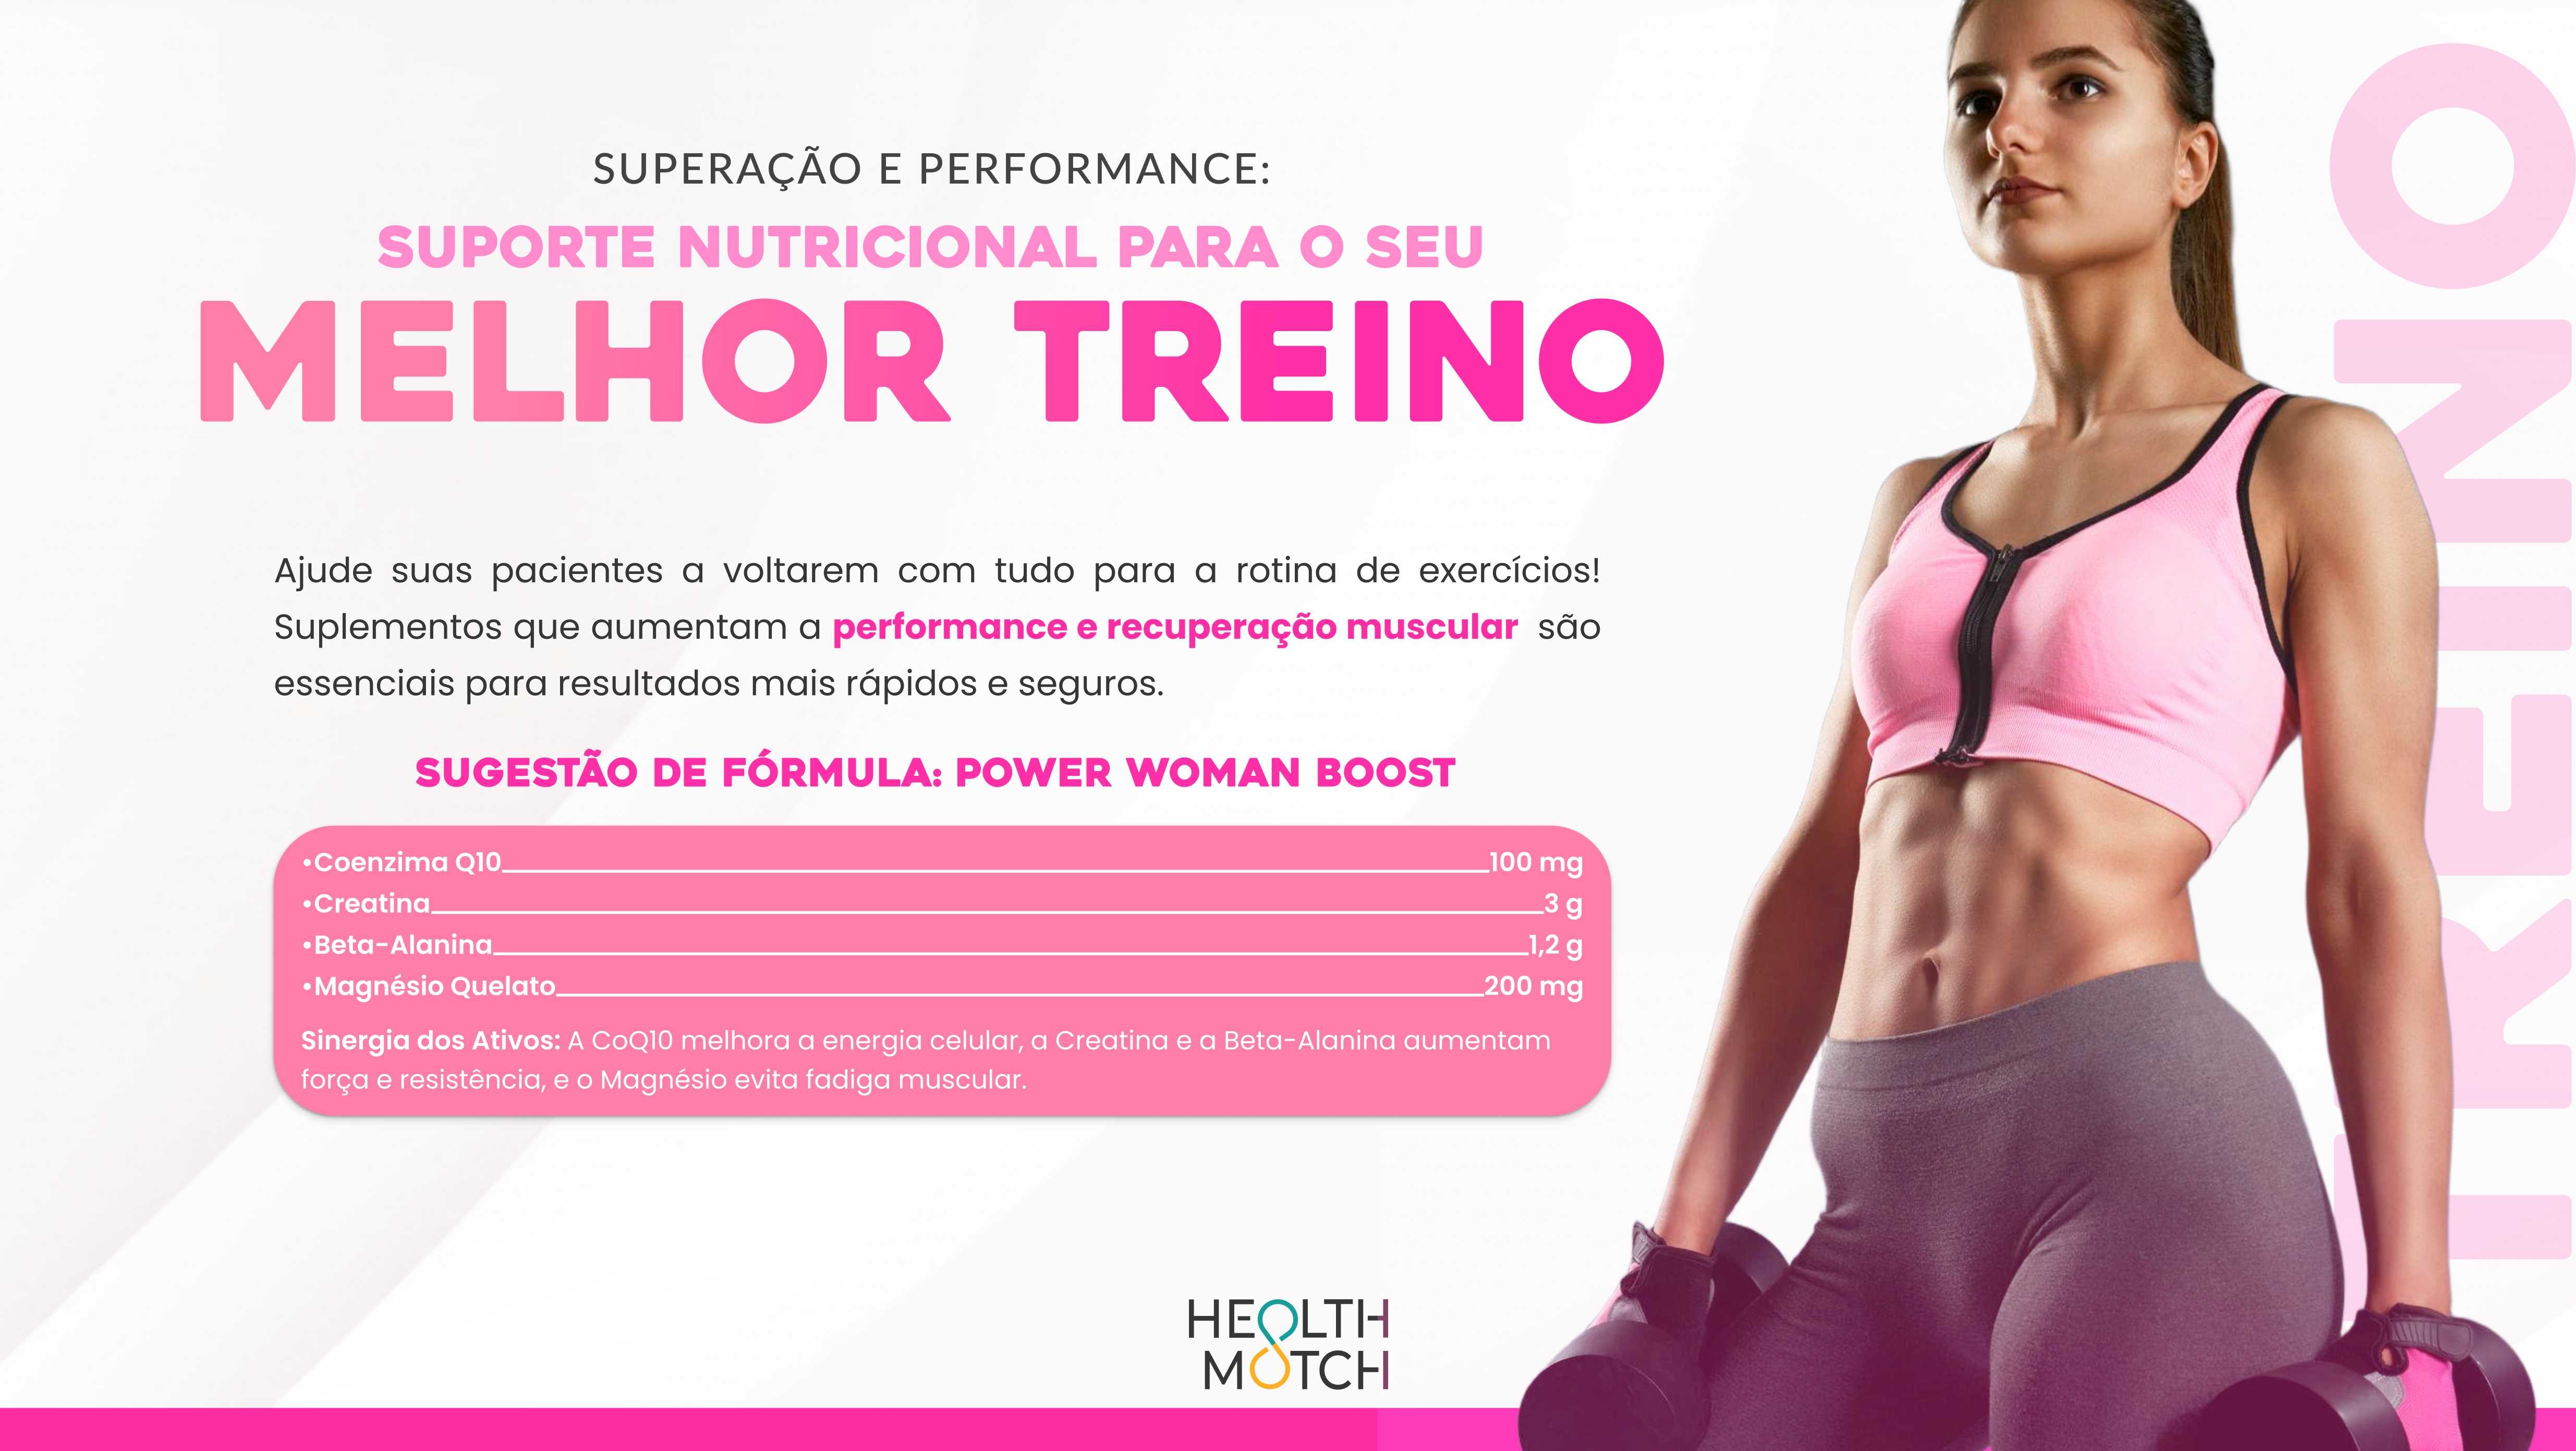 SUPERAÇÃO E PERFORMANCE:
SUPORTE NUTRICIONAL PARA O SEU
MELHOR TREINO
Ajude suas pacientes a voltarem com tudo para a rotina de exercícios!
Suplementos que aumentam a performance e recuperação muscular são
essenciais para resultados mais rápidos e seguros.
SUGESTÃO DE FÓRMULA: POWER WOMAN BOOST
•Coenzima Q10 100 mg
•Creatina 3 g
•Beta-Alanina 1,2 g
•Magnésio Quelato 200 mg
Sinergia dos Ativos: A CoQ10 melhora a energia celular, a Creatina e a Beta-Alanina aumentam
força e resistência, e o Magnésio evita fadiga muscular.
HEALTH
MATCH
TREINO